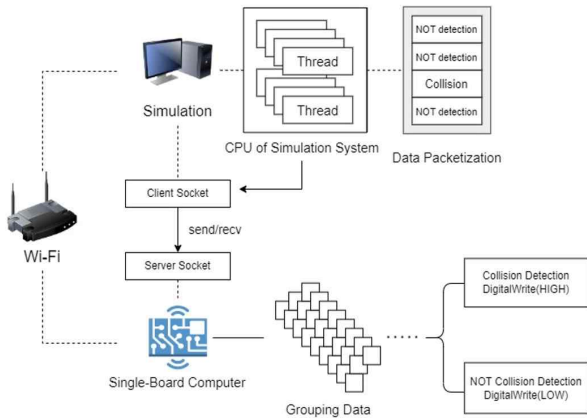 NOT detection
NOT detection
Collision
NOT detection
Thread
Thread
Simulation
CPU of Simulation System
Data Packetization
Client Socket
send/recv
Wi-Fi
Server Socket
Collision Detection
DigitalWrite(HIGH)
Single-Board Computer
NOT Collision Detection
DigitalWrite(LOW)
Grouping Data